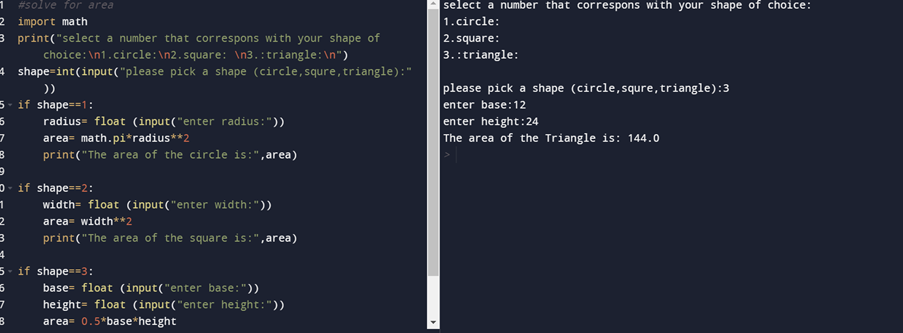 1 #solve for area
2 import math
3 print("select a number that correspons with your shape of
choice:\n1.circle:\n2.square: \n3.:triangle:\n")
4 shape=int(input("please pick a shape (circle,squre,triangle):"
))
5 if shape==1:
6 radius= float (input("enter radius:"))
7 area= math.pi*radius**2
8 print("The area of the circle is:",area)
9
0 if shape==2:
1 width= float (input("enter width:"))
2 area= width**2
3 print("The area of the square is:",area)
4
5 if shape==3:
6 base= float (input("enter base:"))
7 height= float (input("enter height:"))
8 area= 0.5*base*height
select a number that correspons with your shape of choice:
1.circle:
2.square:
3.:triangle:
please pick a shape (circle,squre,triangle):3
enter base:12
enter height:24
The area of the Triangle is: 144.0
>